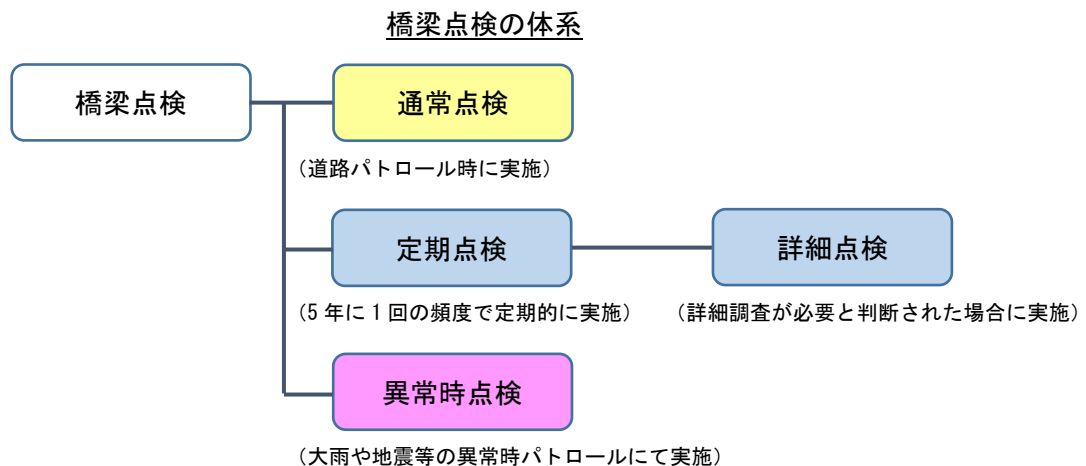 橋梁点検の体系
橋梁点検
通常点検
（道路パトロール時に実施）
定期点検
詳細点検
（5 年に 1 回の頻度で定期的に実施）
（詳細調査が必要と判断された場合に実施）
異常時点検
（大雨や地震等の異常時パトロールにて実施）